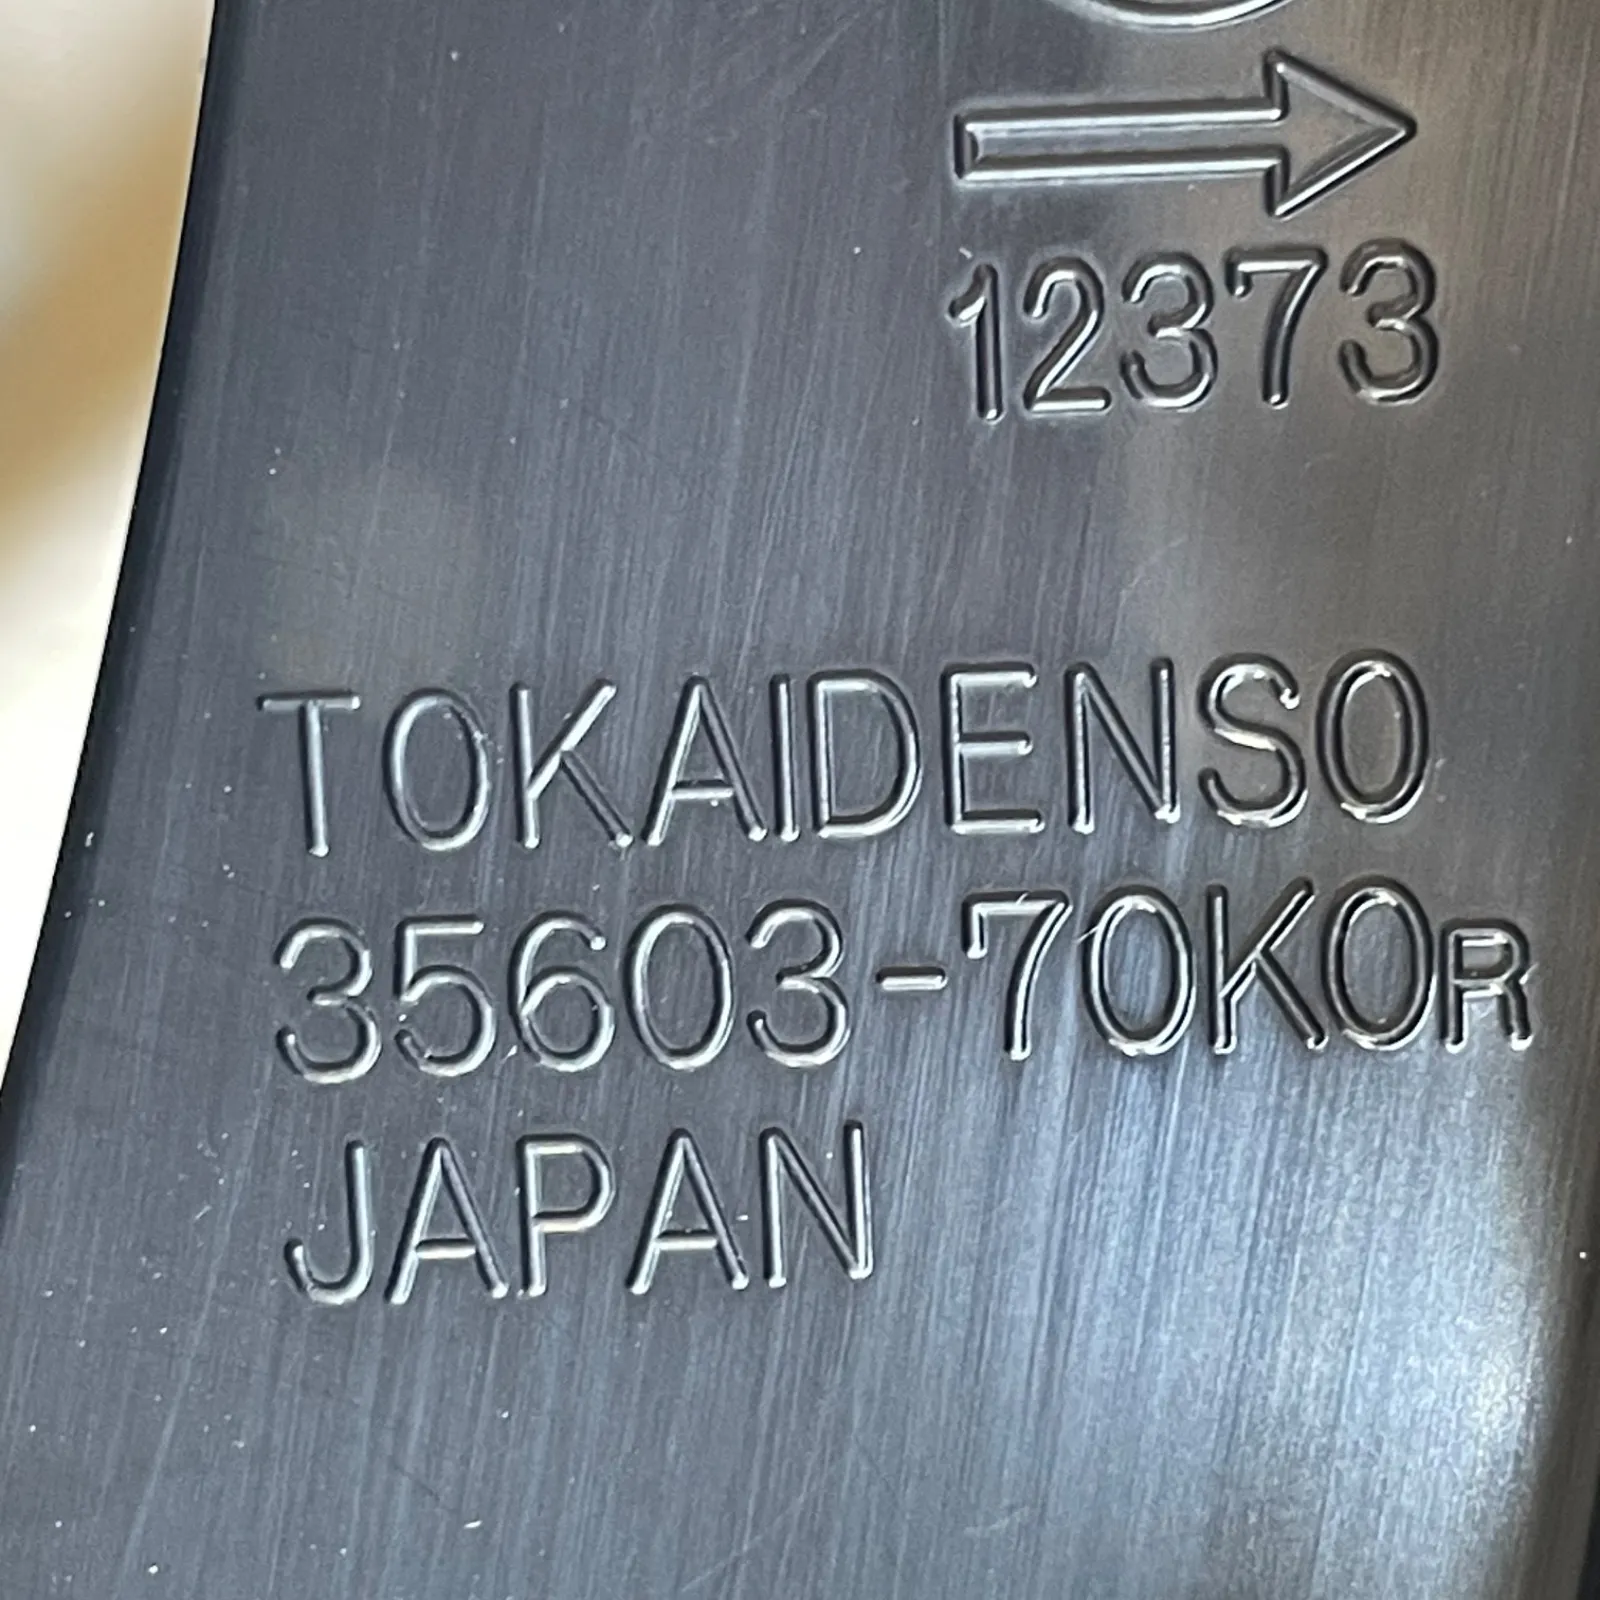 12373
TOKAIDENSO
35603-70K0R
JAPAN